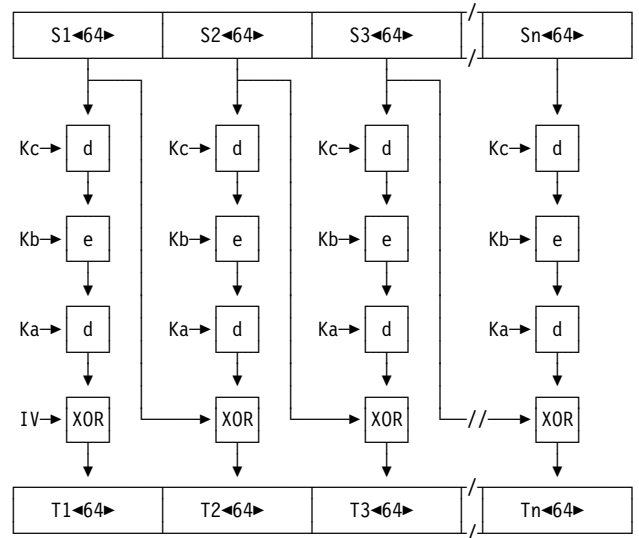 S1◄64► S2◄64► S3◄64► / Sn◄64►
/
Kc d Kc d Kc d Kc d
Kb e Kb e Kb e Kb e
Ka d Ka d Ka d Ka d
IV XOR XOR XOR // XOR
/
T1◄64► T2◄64► T3◄64► Tn◄64►
/